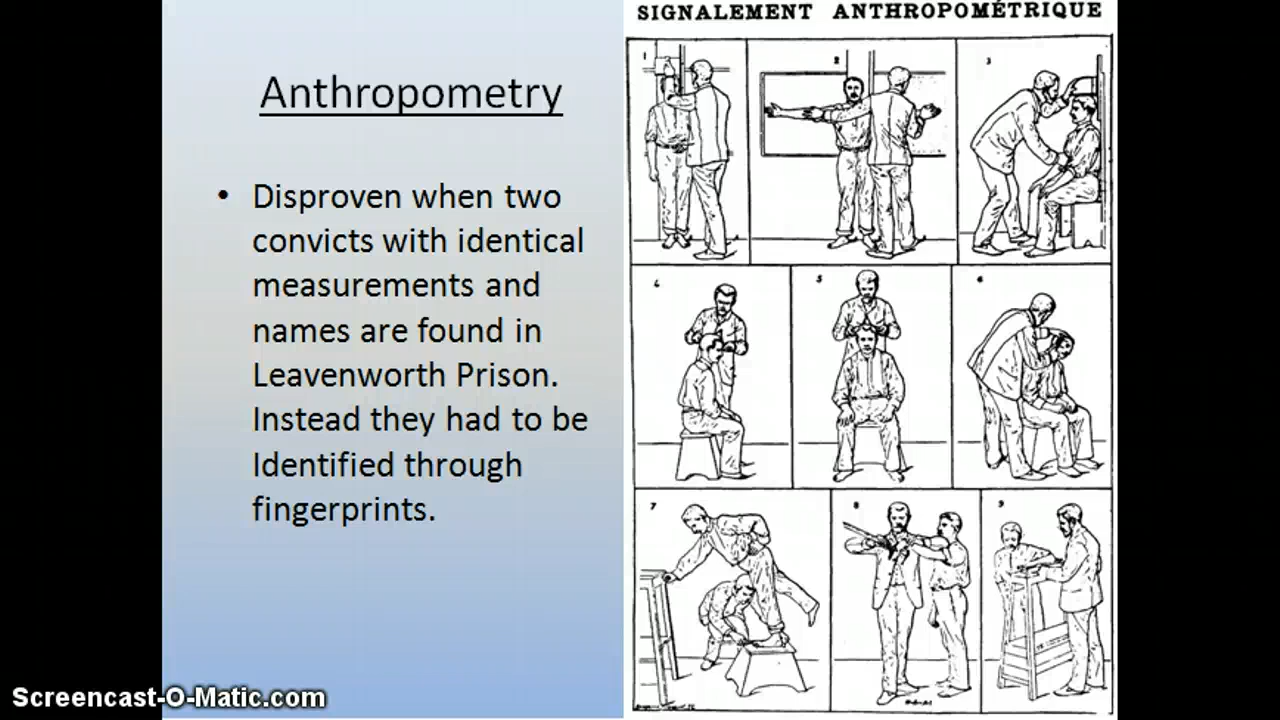 SIGNALEMENT ANTHROPOMÉTRIQUE
Anthropometry
• Disproven when two
convicts with identical
measurements and
names are found in
Leavenworth Prison.
Instead they had to be
Identified through
fingerprints.
1
2
3
4
5
6
7
8
9
Screencast-O-Matic.com